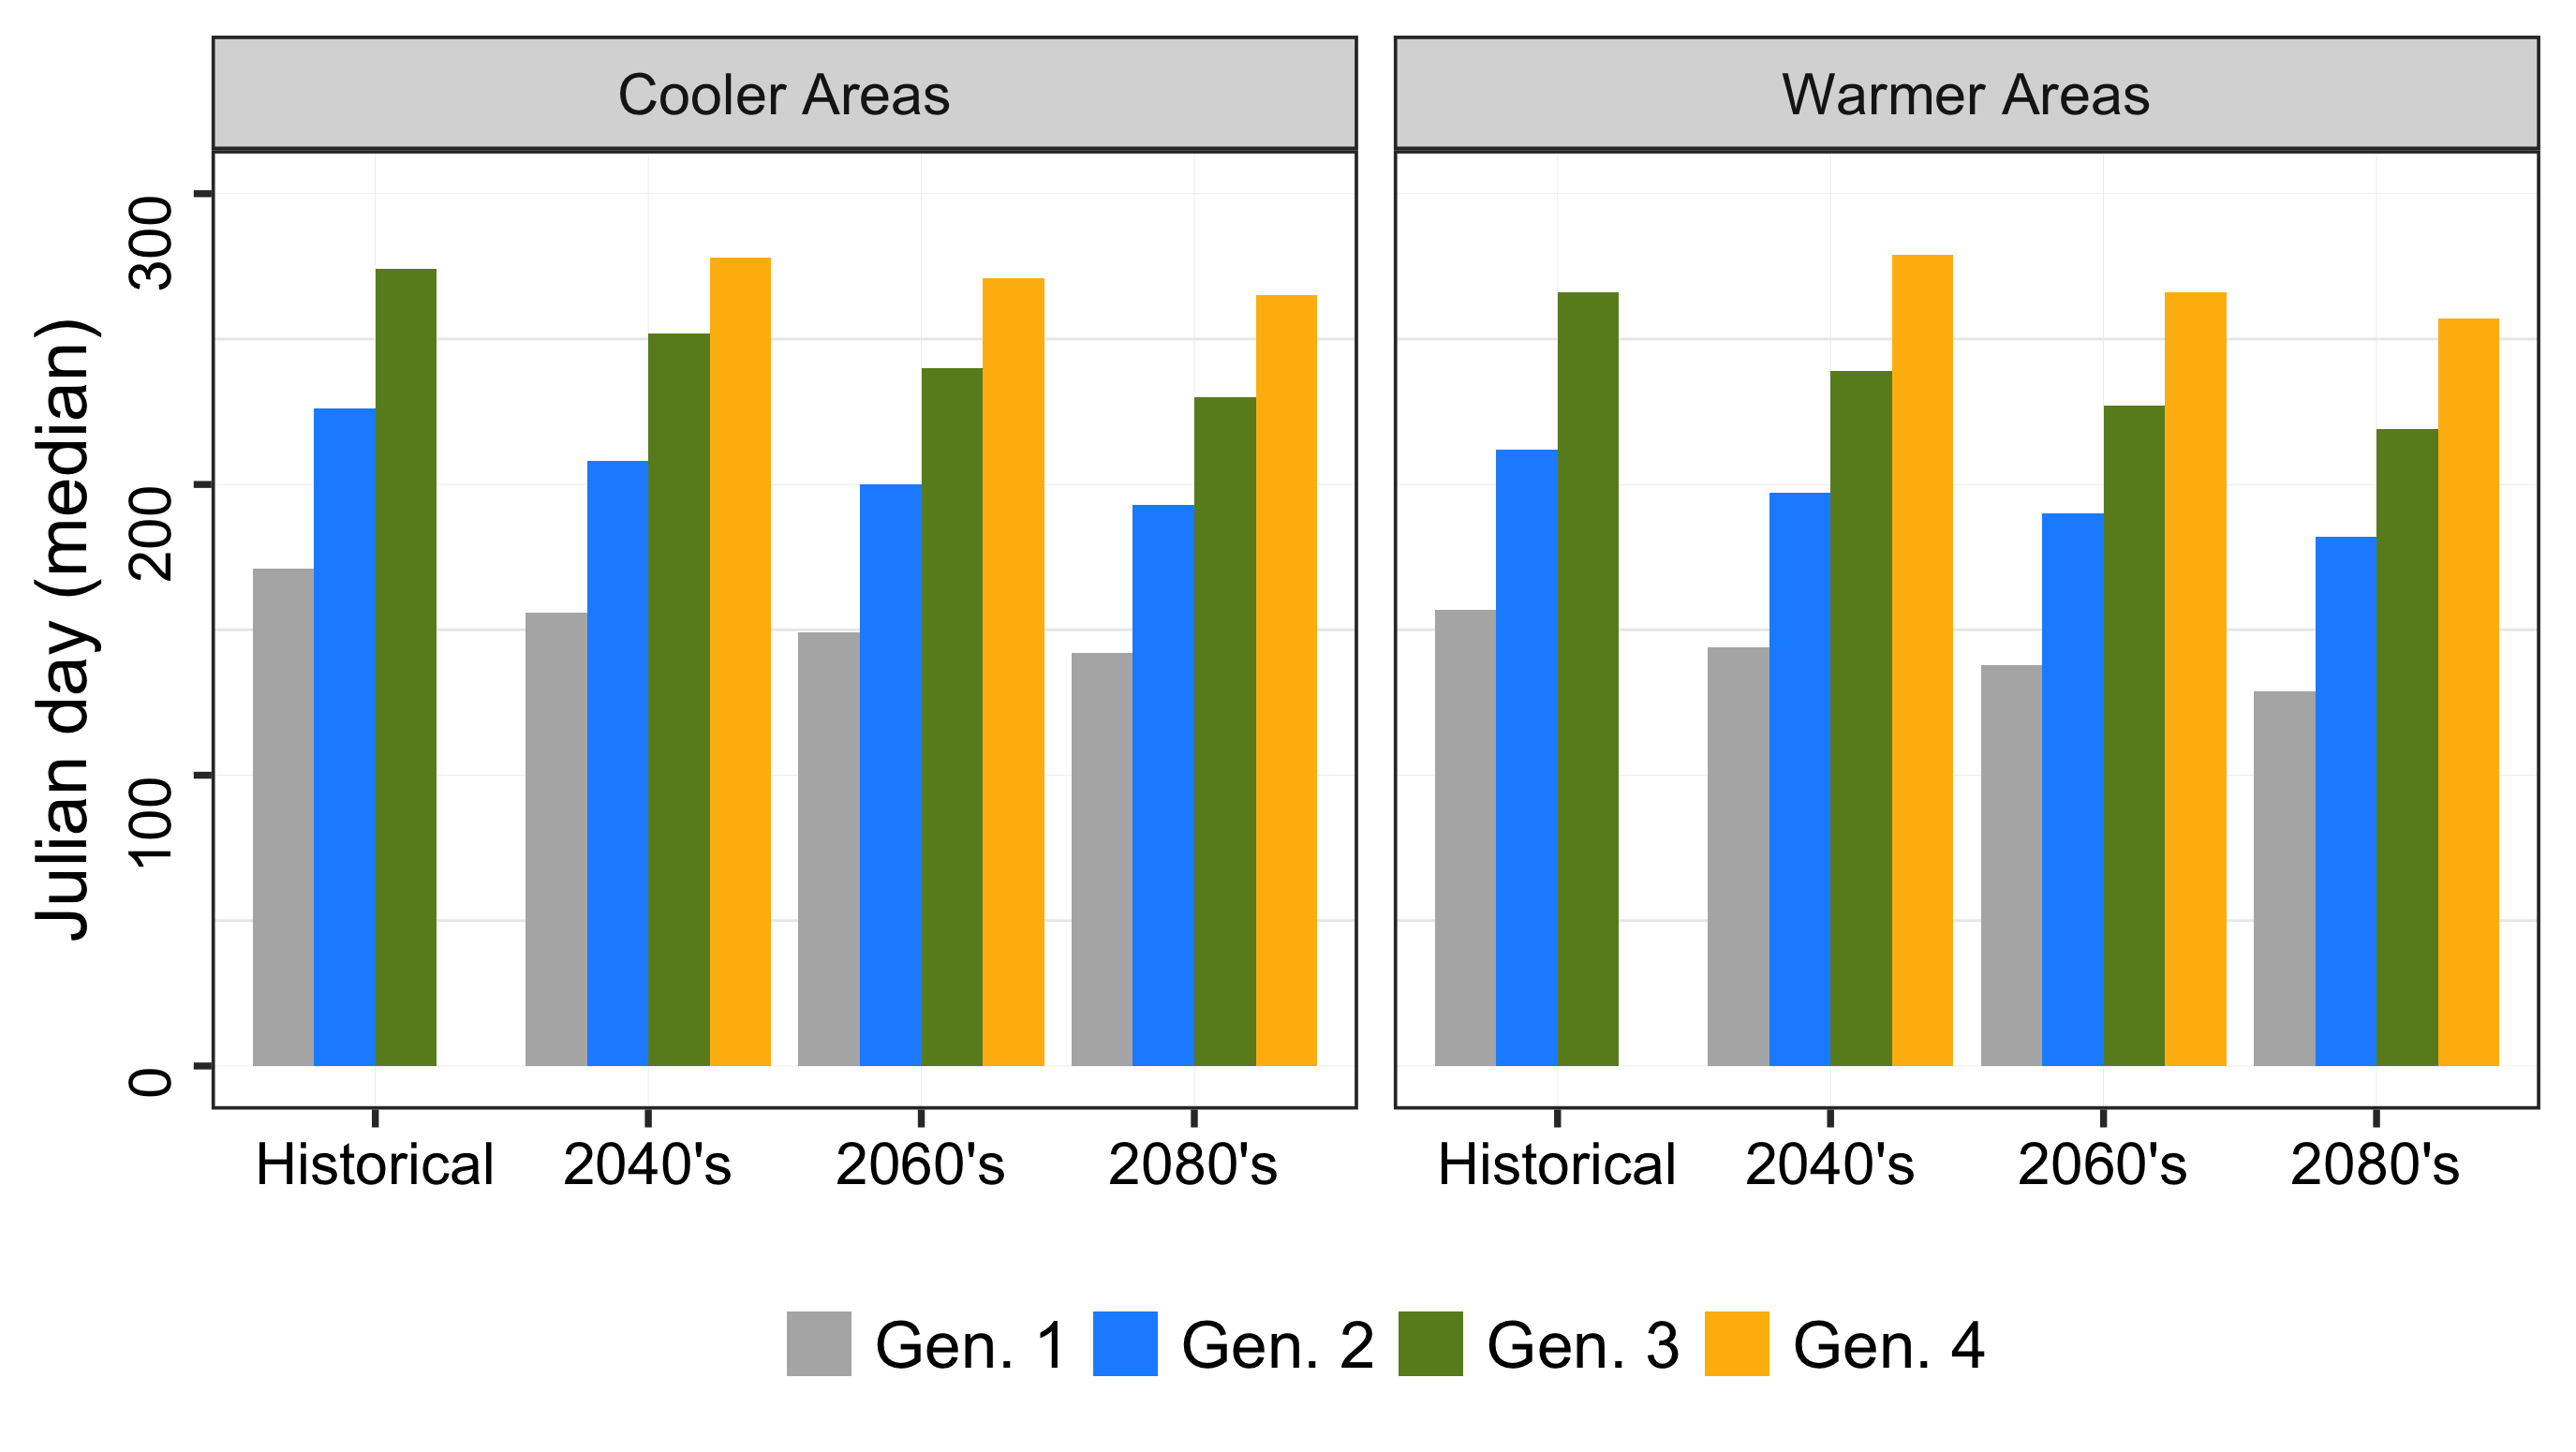 Cooler Areas
Warmer Areas
Julian day (median)
300
200
100
0
Historical 2040's 2060's 2080's
Historical 2040's 2060's 2080's
Gen. 1 Gen. 2 Gen. 3 Gen. 4